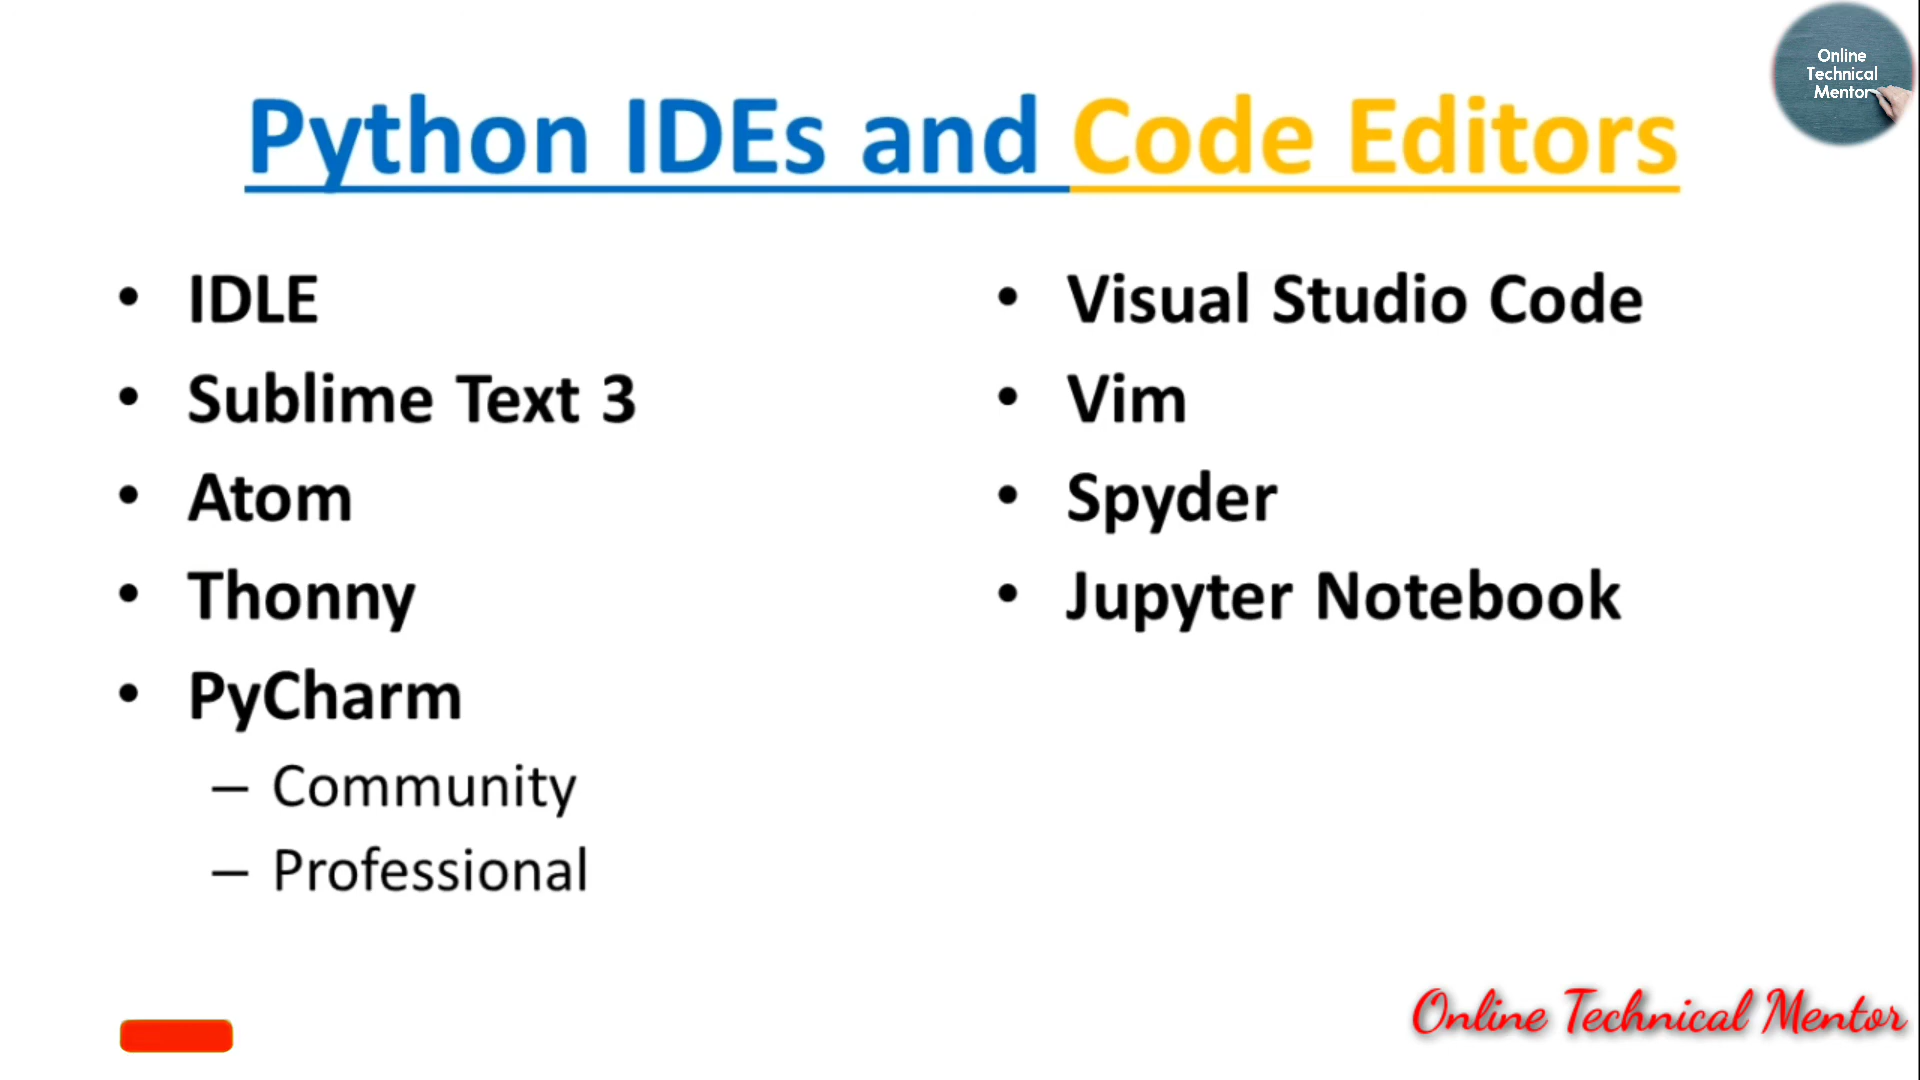 Online
Technical
Mentor
Python IDEs and Code Editors
• IDLE
• Sublime Text 3
• Atom
• Thonny
• PyCharm
– Community
– Professional
• Visual Studio Code
• Vim
• Spyder
• Jupyter Notebook
Online Technical Mentor